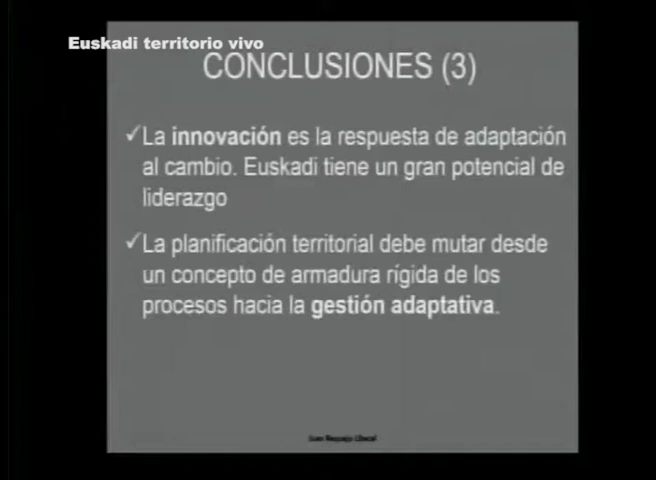 Euskadi territorio vivo
CONCLUSIONES (3)
✓La innovación es la respuesta de adaptación
al cambio. Euskadi tiene un gran potencial de
liderazgo
✓La planificación territorial debe mutar desde
un concepto de armadura rígida de los
procesos hacia la gestión adaptativa.
Juan